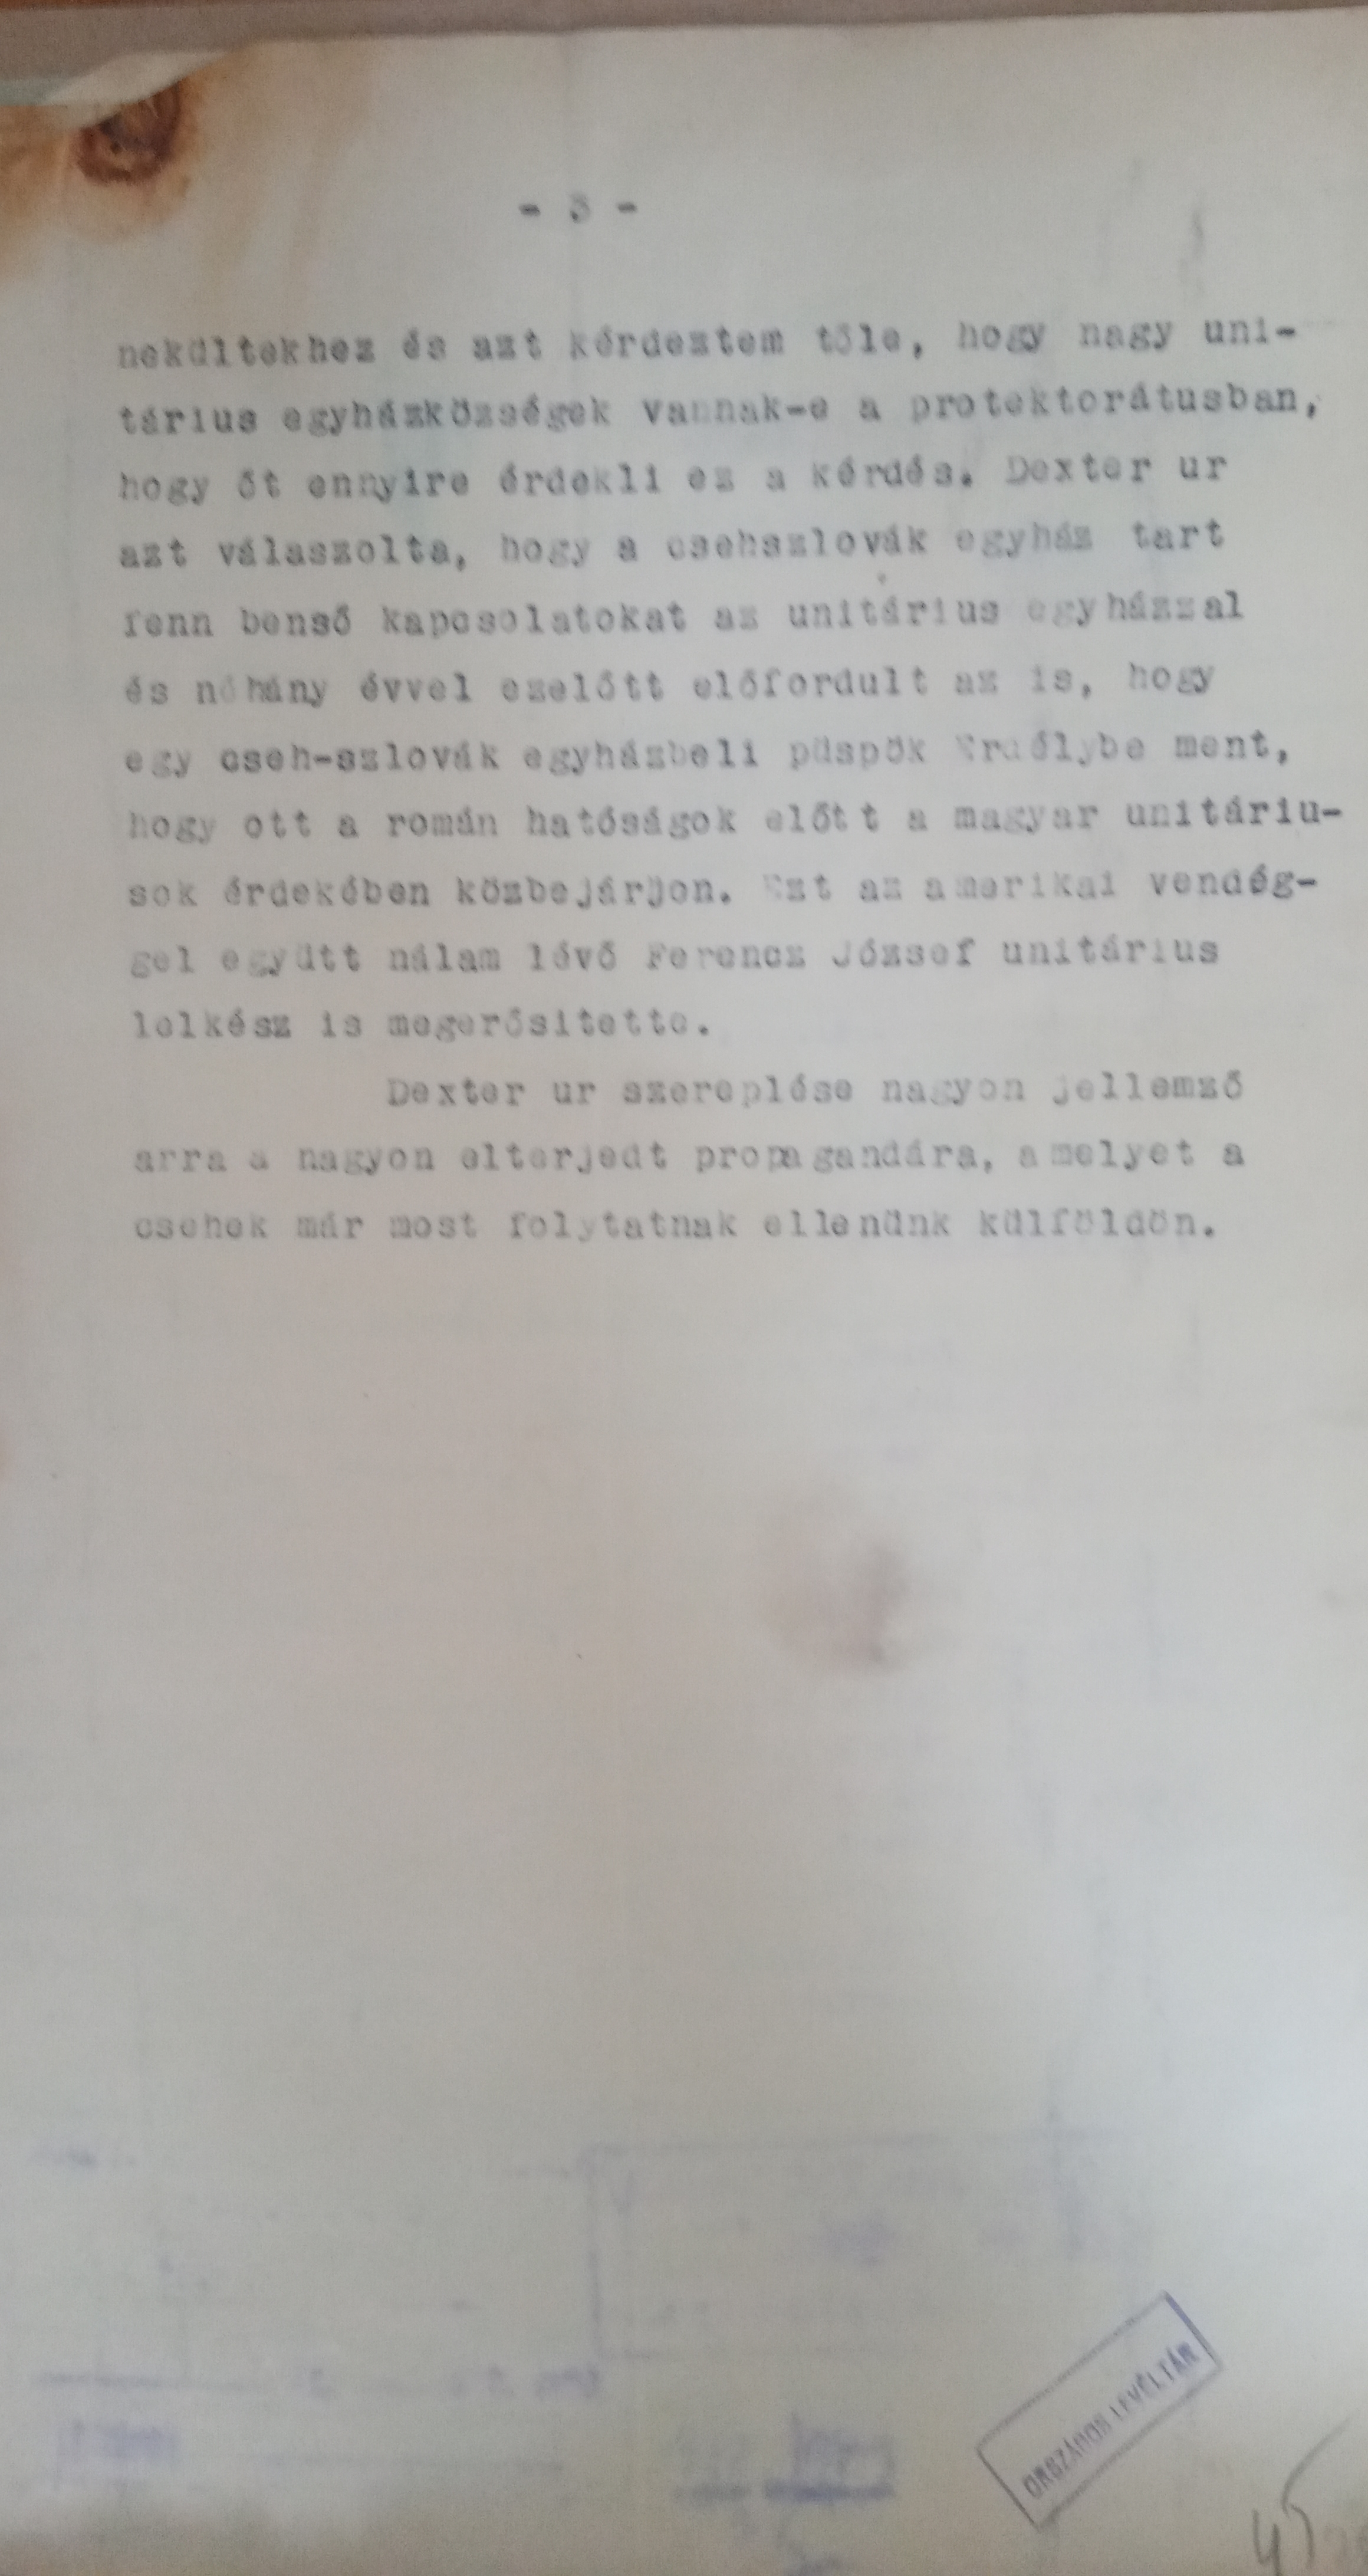 - 3 -
nekültekhez és azt kérdeztem tőle, hogy nagy uni-
tárius egyházközségek vannak-e a protektorátusban,
hogy őt ennyire érdekli ez a kérdés. Dexter ur
azt válaszolta, hogy a csehszlovák egyház tart
fenn benső kapcsolatokat az unitárius egyházzal
és néhány évvel ezelőtt előfordult az is, hogy
egy cseh-szlovák egyházbeli püspök Erdélybe ment,
hogy ott a román hatóságok előtt a magyar unitáriu-
sok érdekében közbejárjon. Ezt az amerikai vendég-
gel együtt nálam lévő Ferencz József unitárius
lelkész is megerősitette.
Dexter ur szereplése nagyon jellemző
arra a nagyon elterjedt propagandára, amelyet a
csehek már most folytatnak ellenünk külföldön.
ORSZÁGOS LEVÉLTÁR
45